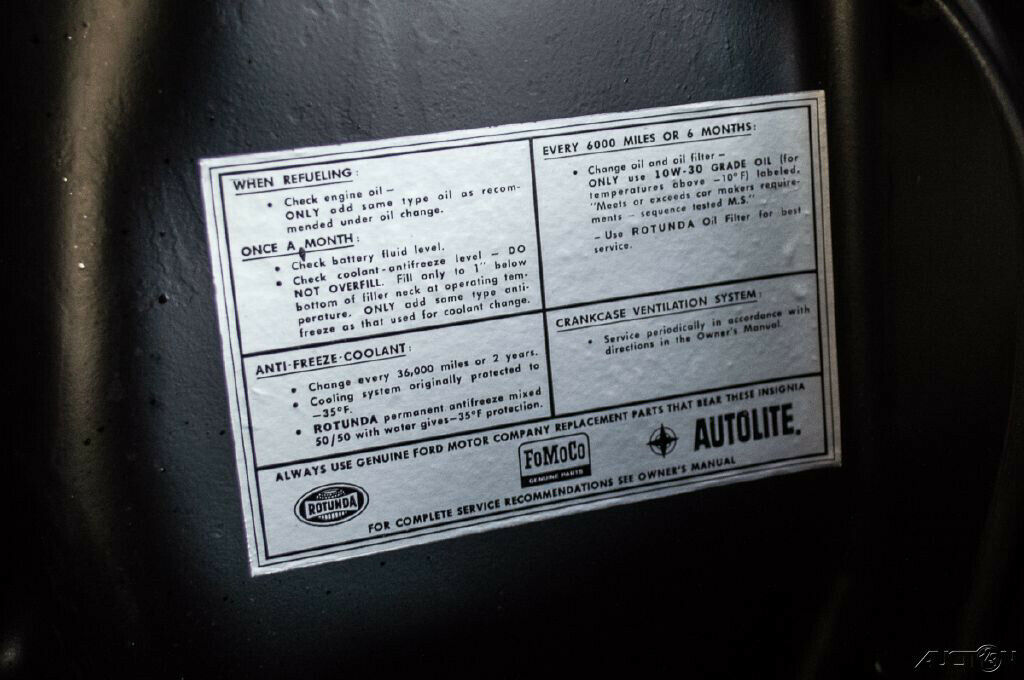 WHEN REFUELING:
• Check engine oil –
ONLY add same type oil as recom-
mended under oil change.
ONCE A MONTH:
• Check battery fluid level.
• Check coolant-antifreeze level – DO
NOT OVERFILL. Fill only to 1" below
bottom of filler neck at operating tem-
perature. ONLY add same type anti-
freeze as that used for coolant change.
ANTI-FREEZE-COOLANT:
• Change every 36,000 miles or 2 years.
• Cooling system originally protected to
–35°F.
• ROTUNDA permanent antifreeze mixed
50/50 with water gives–35°F protection.
EVERY 6000 MILES OR 6 MONTHS:
• Change oil and oil filter –
ONLY use 10W-30 GRADE OIL (for
temperatures above –10°F) labeled,
"Meets or exceeds car makers require-
ments – sequence tested M.S."
– Use ROTUNDA Oil Filter for best
service.
CRANKCASE VENTILATION SYSTEM:
• Service periodically in accordance with
directions in the Owner's Manual.
ALWAYS USE GENUINE FORD MOTOR COMPANY REPLACEMENT PARTS THAT BEAR THESE INSIGNIA
ROTUNDA
FoMoCo
GENUINE PARTS
AUTOLITE.
FOR COMPLETE SERVICE RECOMMENDATIONS SEE OWNER'S MANUAL